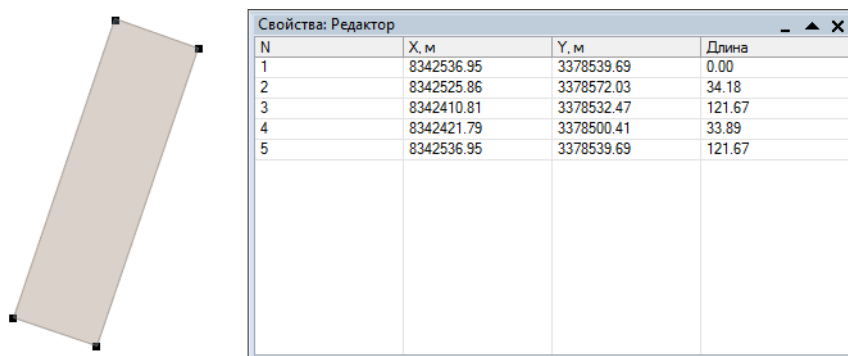 Свойства: Редактор
N X, м Y, м Длина
1 8342536.95 3378539.69 0.00
2 8342525.86 3378572.03 34.18
3 8342410.81 3378532.47 121.67
4 8342421.79 3378500.41 33.89
5 8342536.95 3378539.69 121.67